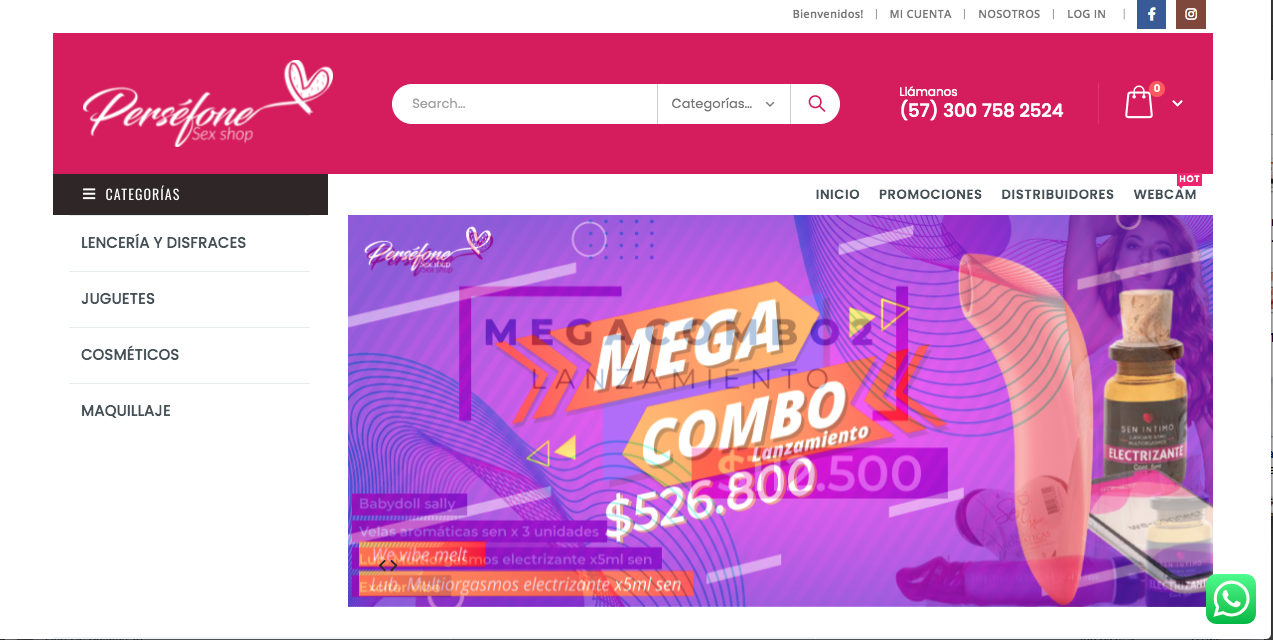 Bienvenidos! | MI CUENTA | NOSOTROS | LOG IN |
Perséfone
Sex shop
Search...
Categorías...
Llámanos
(57) 300 758 2524
0
CATEGORÍAS
INICIO PROMOCIONES DISTRIBUIDORES WEBCAM
HOT
LENCERÍA Y DISFRACES
JUGUETES
COSMÉTICOS
MAQUILLAJE
Perséfone
Sex shop
MEGACOMBO2
LANZAMIENTO
MEGA
COMBO
Lanzamiento
$526.800
.500
SEN INTIMO
ELECTRIZANTE
Babydoll sally
Velas aromáticas sen x 3 unidades
We vibe melt
Lub. Multiorgasmos electrizante x5ml sen
Lub. Multiorgasmos electrizante x5ml sen